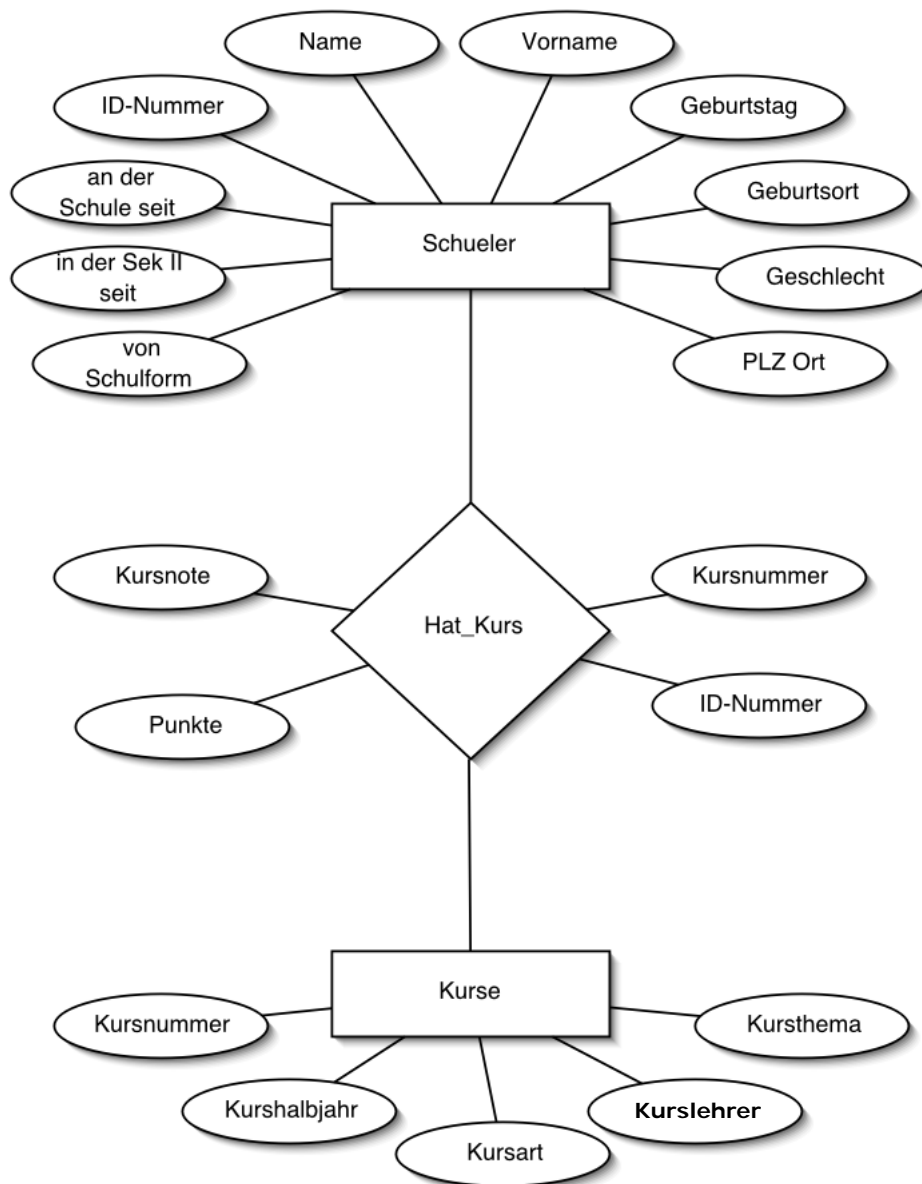 Name
Vorname
ID-Nummer
Geburtstag
an der
Schule seit
Geburtsort
Schueler
in der Sek II
seit
Geschlecht
von
Schulform
PLZ Ort
Kursnote
Kursnummer
Hat_Kurs
Punkte
ID-Nummer
Kurse
Kursnummer
Kursthema
Kurshalbjahr
Kurslehrer
Kursart